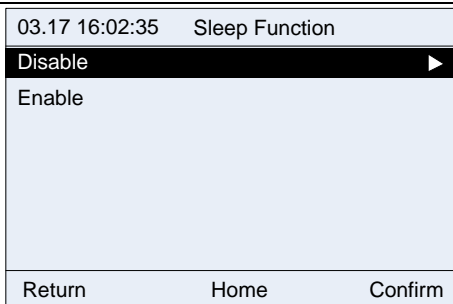 03.17 16:02:35 Sleep Function
Disable
Enable
Return Home Confirm